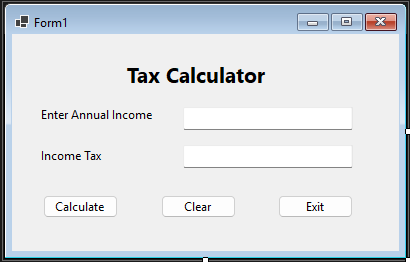 Form1
Tax Calculator
Enter Annual Income
Income Tax
Calculate Clear Exit